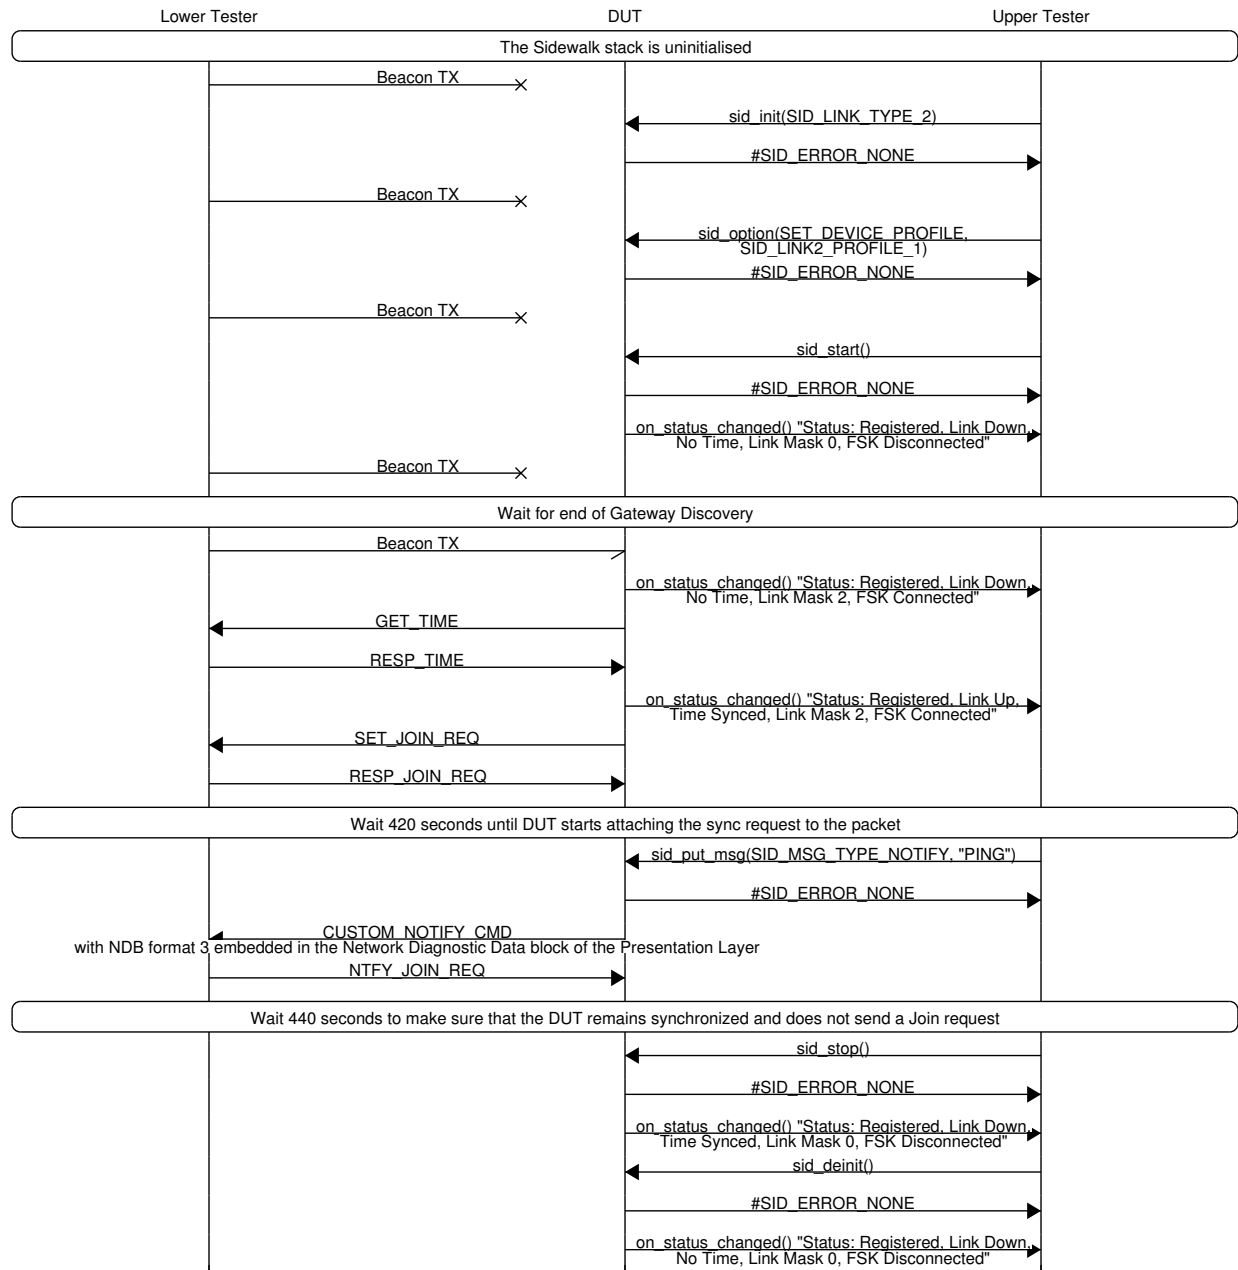 Lower Tester DUT Upper Tester
The Sidewalk stack is uninitialised
Beacon TX
sid_init(SID_LINK_TYPE_2)
#SID_ERROR_NONE
Beacon TX
sid_option(SET_DEVICE_PROFILE,
SID_LINK2_PROFILE_1)
#SID_ERROR_NONE
Beacon TX
sid_start()
#SID_ERROR_NONE
on_status_changed() "Status: Registered, Link Down,
No Time, Link Mask 0, FSK Disconnected"
Beacon TX
Wait for end of Gateway Discovery
Beacon TX
on_status_changed() "Status: Registered, Link Down,
No Time, Link Mask 2, FSK Connected"
GET_TIME
RESP_TIME
on_status_changed() "Status: Registered, Link Up,
Time Synced, Link Mask 2, FSK Connected"
SET_JOIN_REQ
RESP_JOIN_REQ
Wait 420 seconds until DUT starts attaching the sync request to the packet
sid_put_msg(SID_MSG_TYPE_NOTIFY, "PING")
#SID_ERROR_NONE
CUSTOM_NOTIFY_CMD
with NDB format 3 embedded in the Network Diagnostic Data block of the Presentation Layer
NTFY_JOIN_REQ
Wait 440 seconds to make sure that the DUT remains synchronized and does not send a Join request
sid_stop()
#SID_ERROR_NONE
on_status_changed() "Status: Registered, Link Down,
Time Synced, Link Mask 0, FSK Disconnected"
sid_deinit()
#SID_ERROR_NONE
on_status_changed() "Status: Registered, Link Down,
No Time, Link Mask 0, FSK Disconnected"